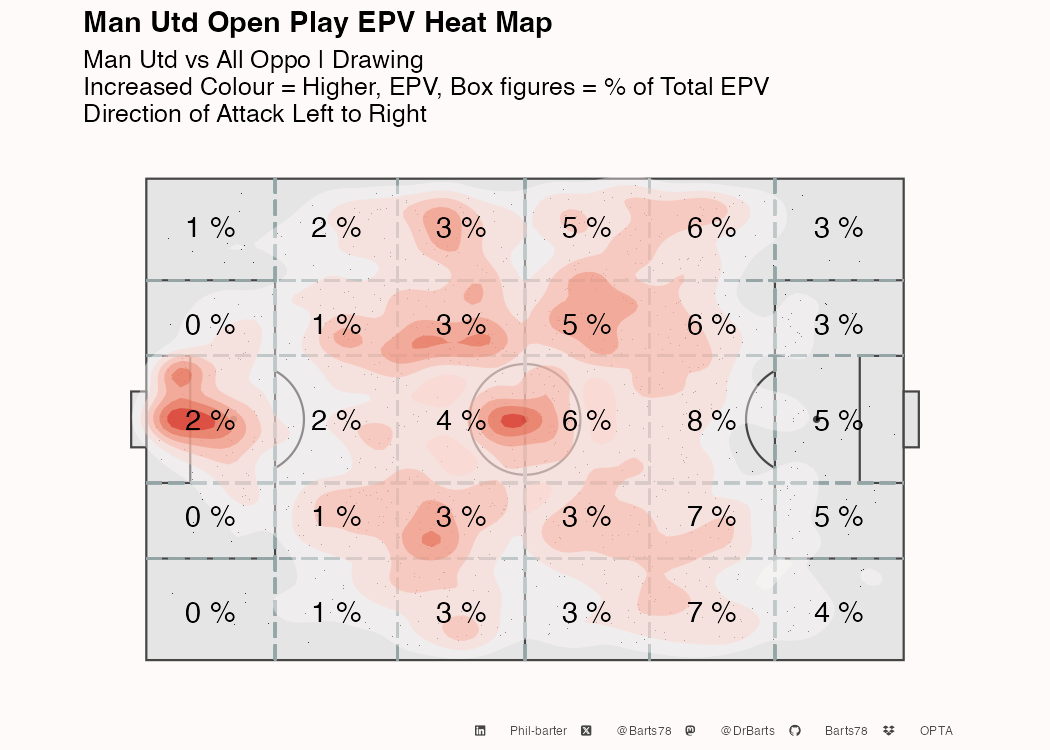 Man Utd Open Play EPV Heat Map
Man Utd vs All Oppo | Drawing
Increased Colour = Higher, EPV, Box figures = % of Total EPV
Direction of Attack Left to Right
1 % 2 % 3 % 5 % 6 % 3 %
0 % 1 % 3 % 5 % 6 % 3 %
2 % 2 % 4 % 6 % 8 % 5 %
0 % 1 % 3 % 3 % 7 % 5 %
0 % 1 % 3 % 3 % 7 % 4 %
Phil-barter @Barts78 @DrBarts Barts78 OPTA